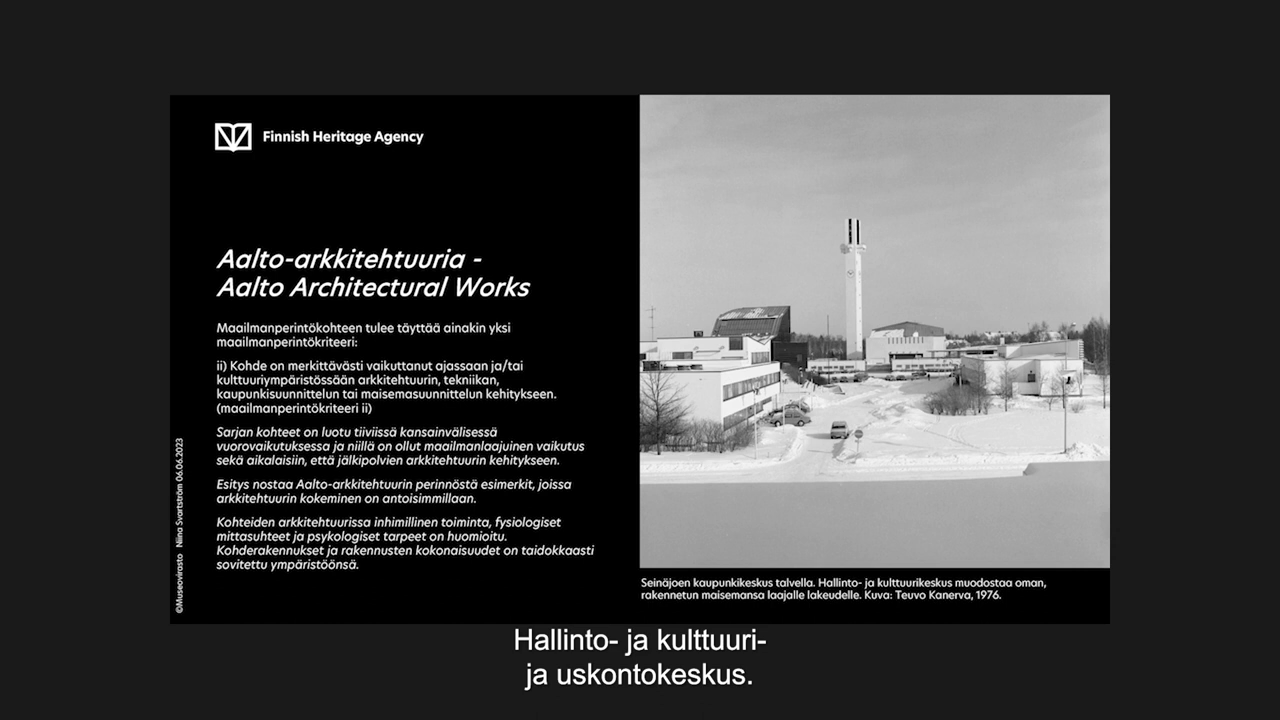 Finnish Heritage Agency
Aalto-arkkitehtuuria -
Aalto Architectural Works
Maailmanperintökohteen tulee täyttää ainakin yksi
maailmanperintökriteeri:
ii) Kohde on merkittävästi vaikuttanut ajassaan ja/tai
kulttuuriympäristössään arkkitehtuurin, tekniikan,
kaupunkisuunnittelun tai maisemasuunnittelun kehitykseen.
(maailmanperintökriteeri ii)
Sarjan kohteet on luotu tiiviissä kansainvälisessä
vuorovaikutuksessa ja niillä on ollut maailmanlaajuinen vaikutus
sekä aikalaisiin, että jälkipolvien arkkitehtuurin kehitykseen.
Esitys nostaa Aalto-arkkitehtuurin perinnöstä esimerkit, joissa
arkkitehtuurin kokeminen on antoisimmillaan.
Kohteiden arkkitehtuurissa inhimillinen toiminta, fysiologiset
mittasuhteet ja psykologiset tarpeet on huomioitu.
Kohderakennukset ja rakennusten kokonaisuudet on taidokkaasti
sovitettu ympäristöönsä.
©Museovirasto Niina Svartström 06.06.2023
Seinäjoen kaupunkikeskus talvella. Hallinto- ja kulttuurikeskus muodostaa oman,
rakennetun maisemansa laajalle lakeudelle. Kuva: Teuvo Kanerva, 1976.
Hallinto- ja kulttuuri-
ja uskontokeskus.